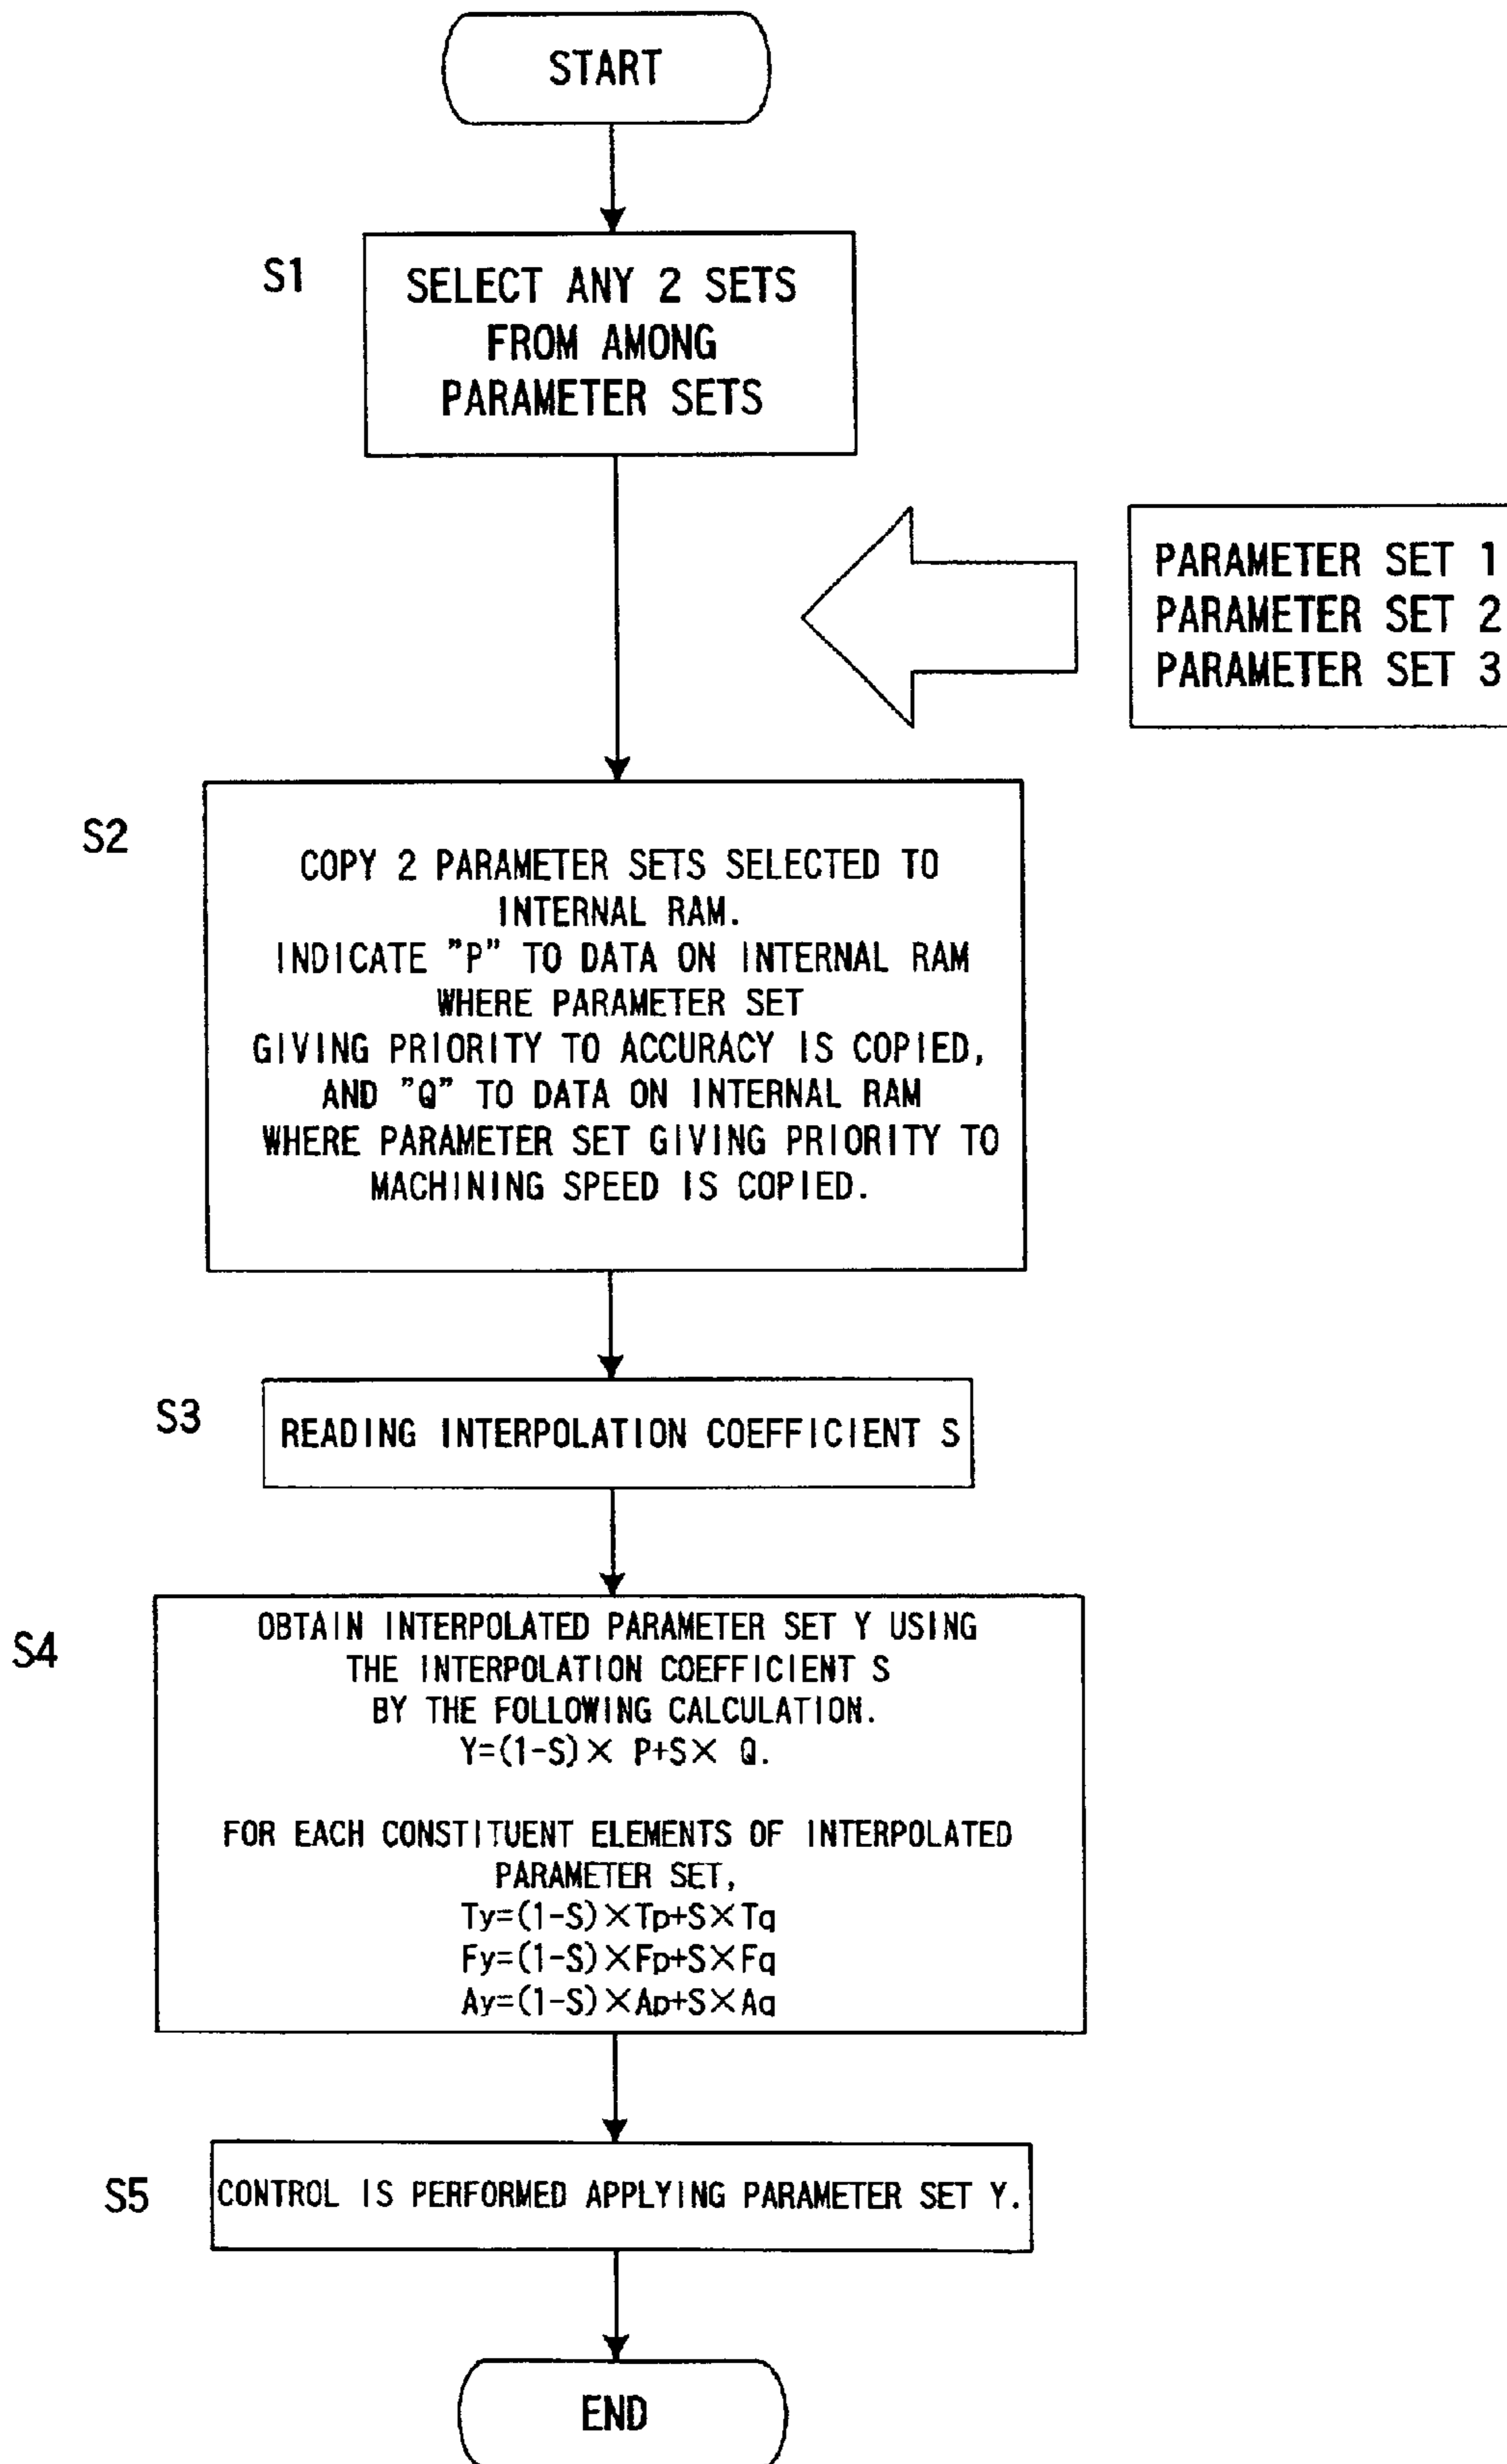 START
S1
SELECT ANY 2 SETS
FROM AMONG
PARAMETER SETS
PARAMETER SET 1
PARAMETER SET 2
PARAMETER SET 3
S2
COPY 2 PARAMETER SETS SELECTED TO
INTERNAL RAM.
INDICATE "P" TO DATA ON INTERNAL RAM
WHERE PARAMETER SET
GIVING PRIORITY TO ACCURACY IS COPIED,
AND "Q" TO DATA ON INTERNAL RAM
WHERE PARAMETER SET GIVING PRIORITY TO
MACHINING SPEED IS COPIED.
S3
READING INTERPOLATION COEFFICIENT S
S4
OBTAIN INTERPOLATED PARAMETER SET Y USING
THE INTERPOLATION COEFFICIENT S
BY THE FOLLOWING CALCULATION.
Y=(1-S)× P+S× Q.
FOR EACH CONSTITUENT ELEMENTS OF INTERPOLATED
PARAMETER SET,
Ty=(1-S)×Tp+S×Tq
Fy=(1-S)×Fp+S×Fq
Ay=(1-S)×Ap+S×Aq
S5
CONTROL IS PERFORMED APPLYING PARAMETER SET Y.
END